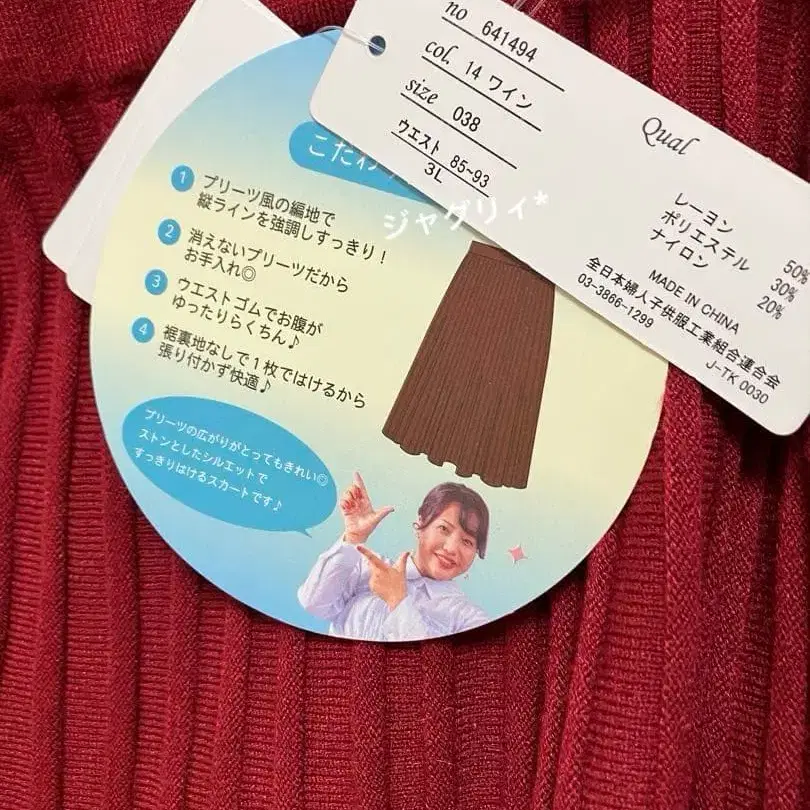 no 641494
col. 14 ワイン
size 038
ウエスト 85~93
3L
Qual
レーヨン 50%
ポリエステル 30%
ナイロン 20%
MADE IN CHINA
全日本婦人子供服工業組合連合会
03-3866-1299
J-TK 0030
ジャグリィ*
こだわ
1 プリーツ風の編地で
縦ラインを強調しすっきり!
2 消えないプリーツだから
お手入れ◎
3 ウエストゴムでお腹が
ゆったりらくちん♪
4 裾裏地なしで1枚ではけるから
張り付かず快適♪
プリーツの広がりがとってもきれい◎
ストンとしたシルエットで
すっきりはけるスカートです♪